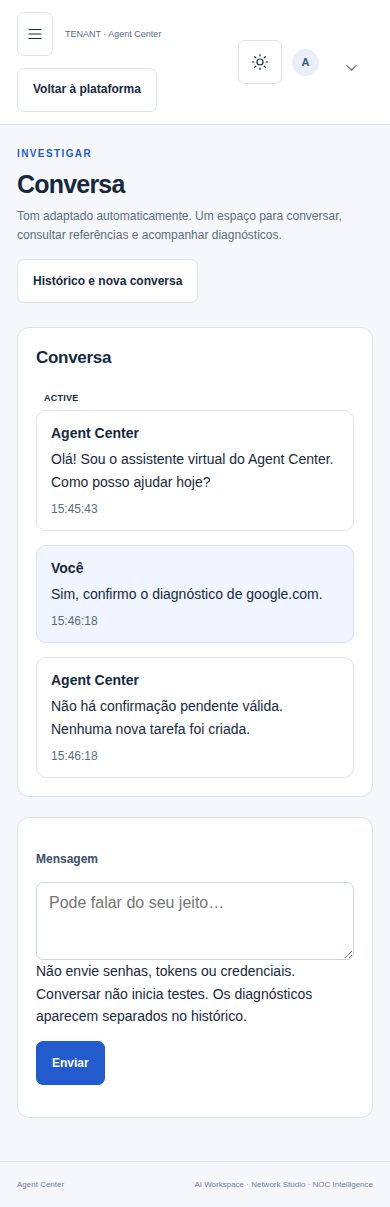 TENANT · Agent Center
Voltar à plataforma
A
INVESTIGAR
Conversa
Tom adaptado automaticamente. Um espaço para conversar,
consultar referências e acompanhar diagnósticos.
Histórico e nova conversa
Conversa
ACTIVE
Agent Center
Olá! Sou o assistente virtual do Agent Center.
Como posso ajudar hoje?
15:45:43
Você
Sim, confirmo o diagnóstico de google.com.
15:46:18
Agent Center
Não há confirmação pendente válida.
Nenhuma nova tarefa foi criada.
15:46:18
Mensagem
Pode falar do seu jeito…
Não envie senhas, tokens ou credenciais.
Conversar não inicia testes. Os diagnósticos
aparecem separados no histórico.
Enviar
Agent Center
AI Workspace · Network Studio · NOC Intelligence